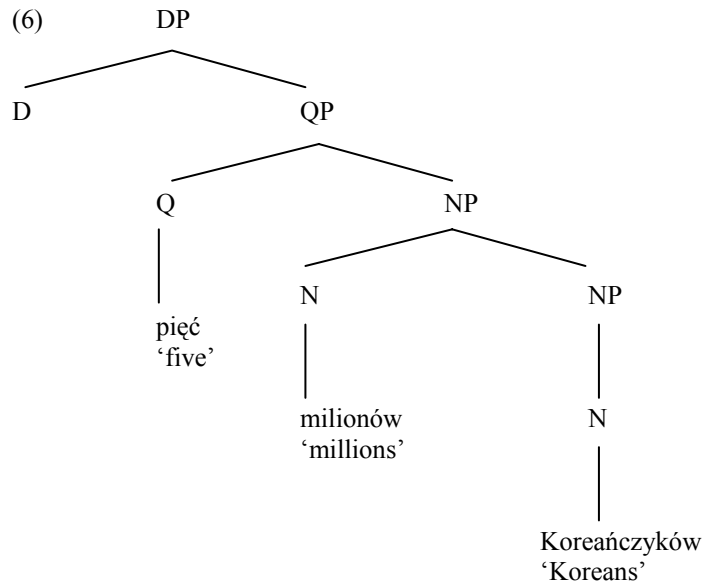 (6) DP
D QP
Q NP
N NP
pięć
‘five’
milionów N
‘millions’
Koreańczyków
‘Koreans’